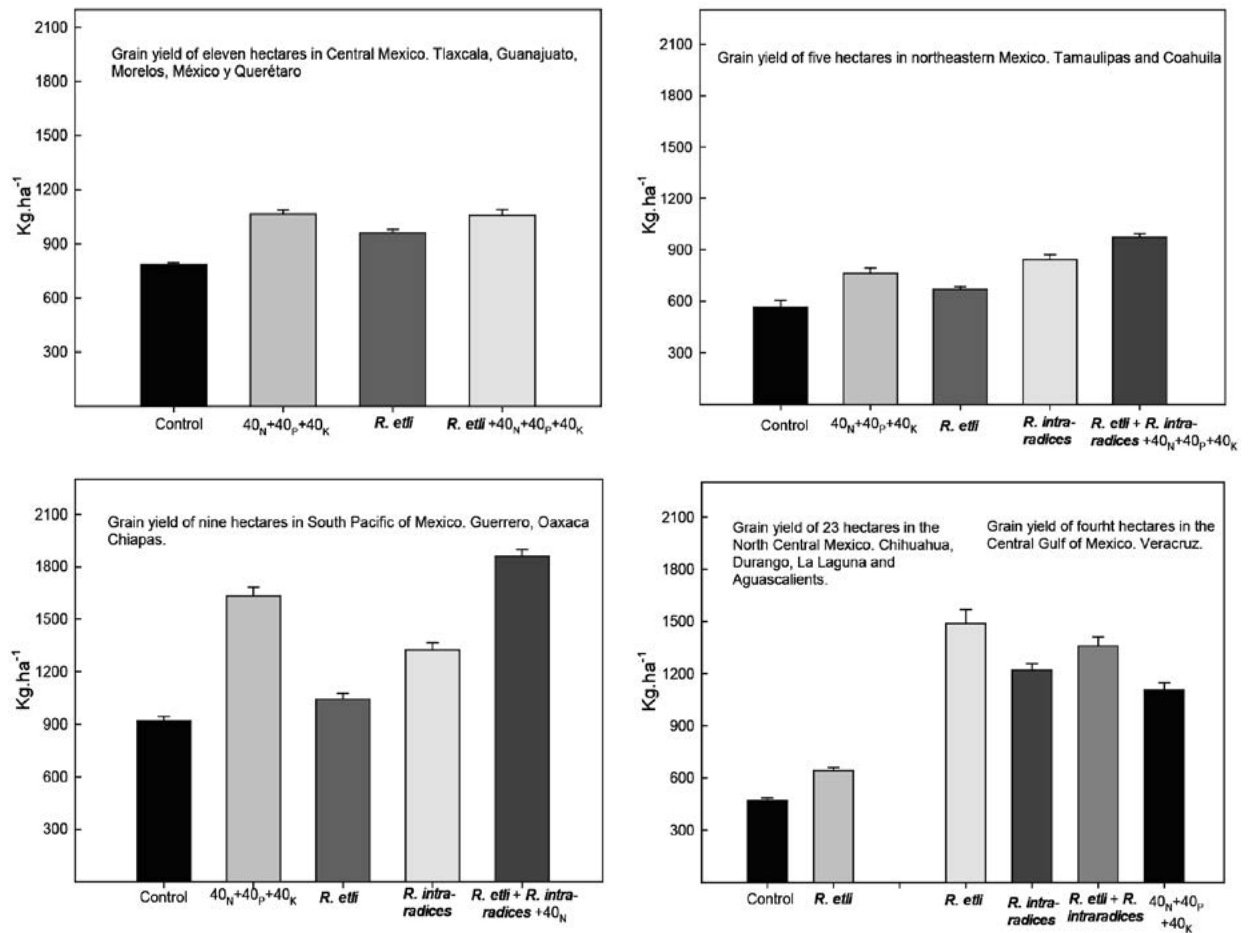 2100
1800
1500
1200
900
600
300
Kg.ha⁻¹
Grain yield of eleven hectares in Central Mexico. Tlaxcala, Guanajuato,
Morelos, México y Querétaro
Control
40N+40P+40K
R. etli
R. etli +40N+40P+40K
2100
1800
1500
1200
900
600
300
Kg.ha⁻¹
Grain yield of five hectares in northeastern Mexico. Tamaulipas and Coahuila
Control
40N+40P+40K
R. etli
R. intra-
radices
R. etli + R. intra-
radices +40N+40P+40K
2100
1800
1500
1200
900
600
300
Kg.ha⁻¹
Grain yield of nine hectares in South Pacific of Mexico. Guerrero, Oaxaca
Chiapas.
Control
40N+40P+40K
R. etli
R. intra-
radices
R. etli + R. intra-
radices +40N
2100
1800
1500
1200
900
600
300
Kg.ha⁻¹
Grain yield of 23 hectares in the
North Central Mexico. Chihuahua,
Durango, La Laguna and
Aguascalients.
Grain yield of fourht hectares in the
Central Gulf of Mexico. Veracruz.
Control
R. etli
R. etli
R. intra-
radices
R. etli + R.
intraradices
40N+40P
+40K